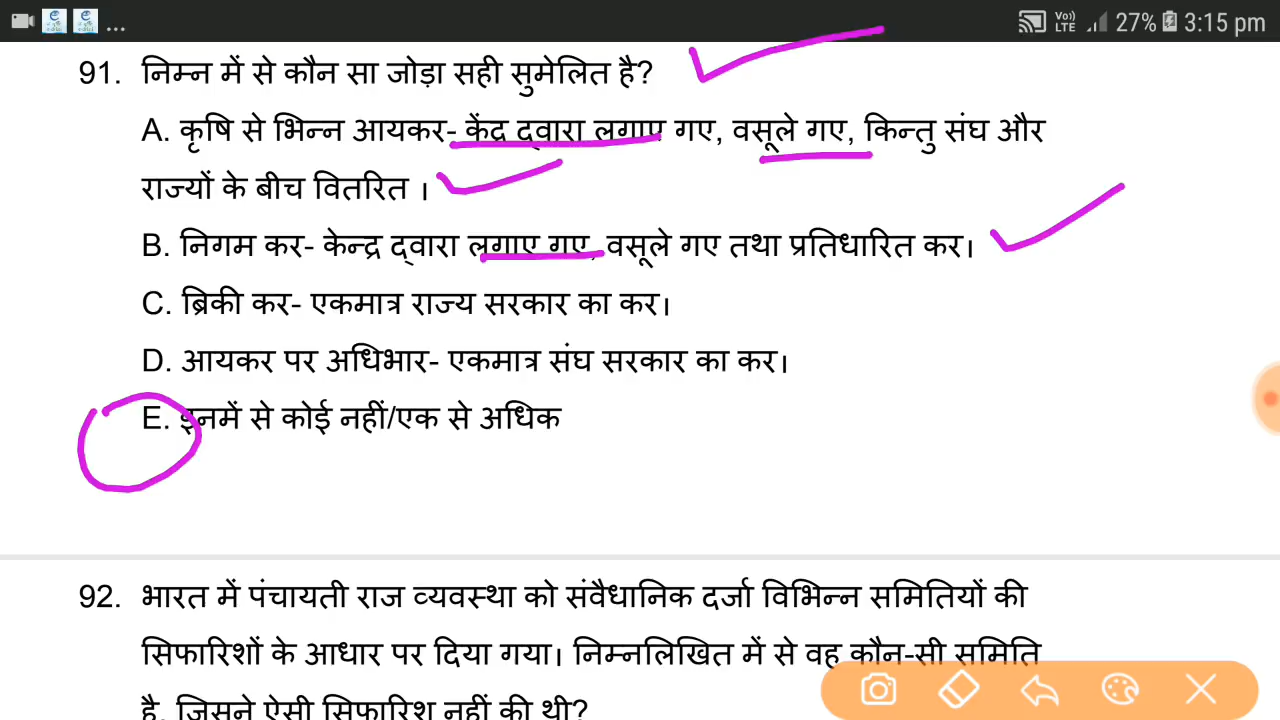 ... Vo) LTE 27% 3:15 pm
91. निम्न में से कौन सा जोड़ा सही सुमेलित है?
A. कृषि से भिन्न आयकर- केंद्र द्वारा लगाए गए, वसूले गए, किन्तु संघ और
राज्यों के बीच वितरित ।
B. निगम कर- केन्द्र द्वारा लगाए गए, वसूले गए तथा प्रतिधारित कर।
C. ब्रिकी कर- एकमात्र राज्य सरकार का कर।
D. आयकर पर अधिभार- एकमात्र संघ सरकार का कर।
E. इनमें से कोई नहीं/एक से अधिक
92. भारत में पंचायती राज व्यवस्था को संवैधानिक दर्जा विभिन्न समितियों की
सिफारिशों के आधार पर दिया गया। निम्नलिखित में से वह कौन-सी समिति
है, जिसने ऐसी सिफारिश नहीं की थी?